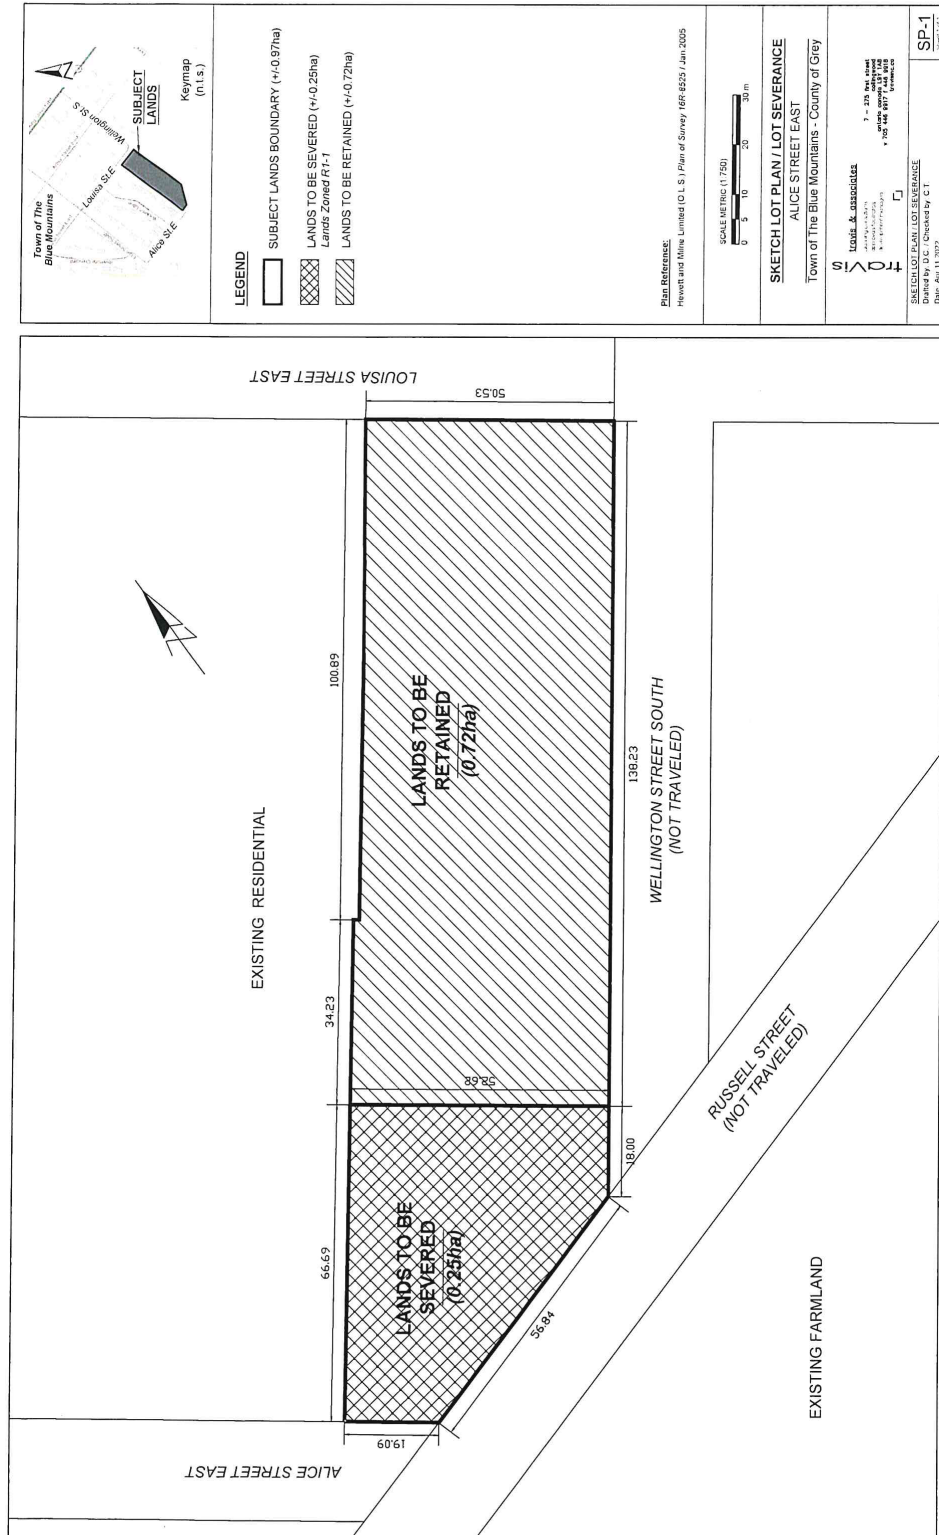 Town of The
Blue Mountains
Louisa St.E
Wellington St.S
Alice St.E
SUBJECT
LANDS
Keymap
(n.t.s.)
LEGEND
SUBJECT LANDS BOUNDARY (+/-0.97ha)
LANDS TO BE SEVERED (+/-0.25ha)
Lands Zoned R1-1
LANDS TO BE RETAINED (+/-0.72ha)
Plan Reference:
Hewett and Milne Limited (O.L.S.) Plan of Survey 16R-8525 / Jan 2005
SCALE METRIC (1:750)
0 5 10 20 30 m
SKETCH LOT PLAN / LOT SEVERANCE
ALICE STREET EAST
Town of The Blue Mountains - County of Grey
travis
travis & associates
SKETCH LOT PLAN / LOT SEVERANCE
Drafted by: D.C. / Checked by: C.T.
SP-1
LOUISA STREET EAST
50.53
100.89
EXISTING RESIDENTIAL
LANDS TO BE
RETAINED
(0.72ha)
138.23
WELLINGTON STREET SOUTH
(NOT TRAVELED)
34.23
52.62
66.69
LANDS TO BE
SEVERED
(0.25ha)
18.00
56.84
19.09
RUSSELL STREET
(NOT TRAVELED)
EXISTING FARMLAND
ALICE STREET EAST